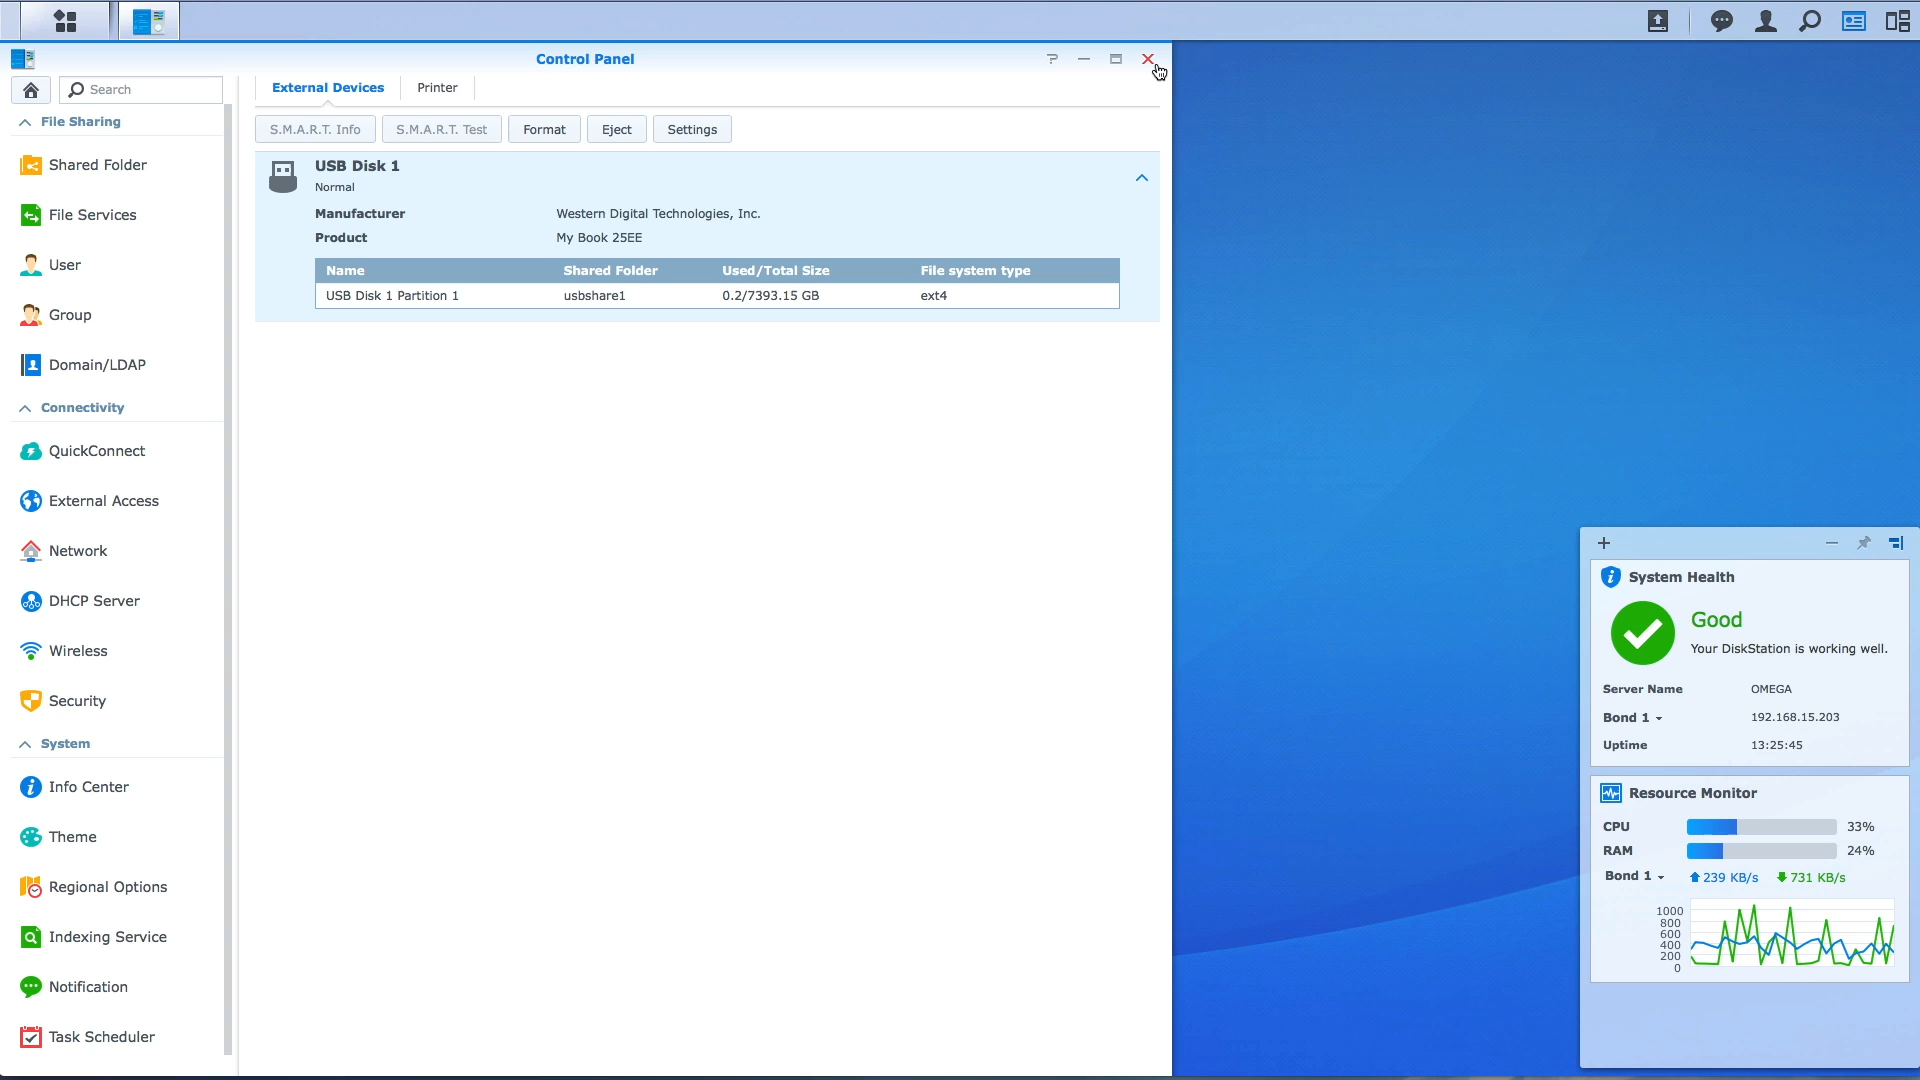 Control Panel
Search
File Sharing
Shared Folder
File Services
User
Group
Domain/LDAP
Connectivity
QuickConnect
External Access
Network
DHCP Server
Wireless
Security
System
Info Center
Theme
Regional Options
Indexing Service
Notification
Task Scheduler
External Devices Printer
S.M.A.R.T. Info S.M.A.R.T. Test Format Eject Settings
USB Disk 1
Normal
Manufacturer Western Digital Technologies, Inc.
Product My Book 25EE
Name Shared Folder Used/Total Size File system type
USB Disk 1 Partition 1 usbshare1 0.2/7393.15 GB ext4
System Health
Good
Your DiskStation is working well.
Server Name OMEGA
Bond 1 192.168.15.203
Uptime 13:25:45
Resource Monitor
CPU 33%
RAM 24%
Bond 1 239 KB/s 731 KB/s
1000
800
600
400
200
0